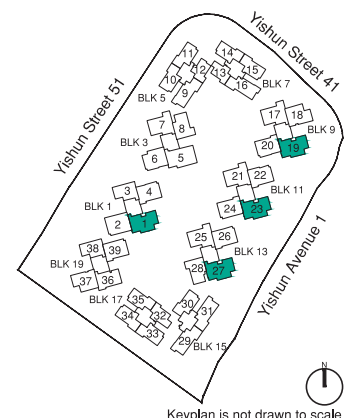 Yishun Street 51
Yishun Street 41
Yishun Avenue 1
11
12
10
9
BLK 5
14
13
15
16
BLK 7
17
18
BLK 9
20
19
7
8
BLK 3
6
5
21
22
BLK 11
24
23
3
4
BLK 1
2
1
25
26
BLK 13
28
27
38
39
BLK 19
37
36
BLK 17
35
32
34
33
30
31
29
BLK 15
N
Keyplan is not drawn to scale